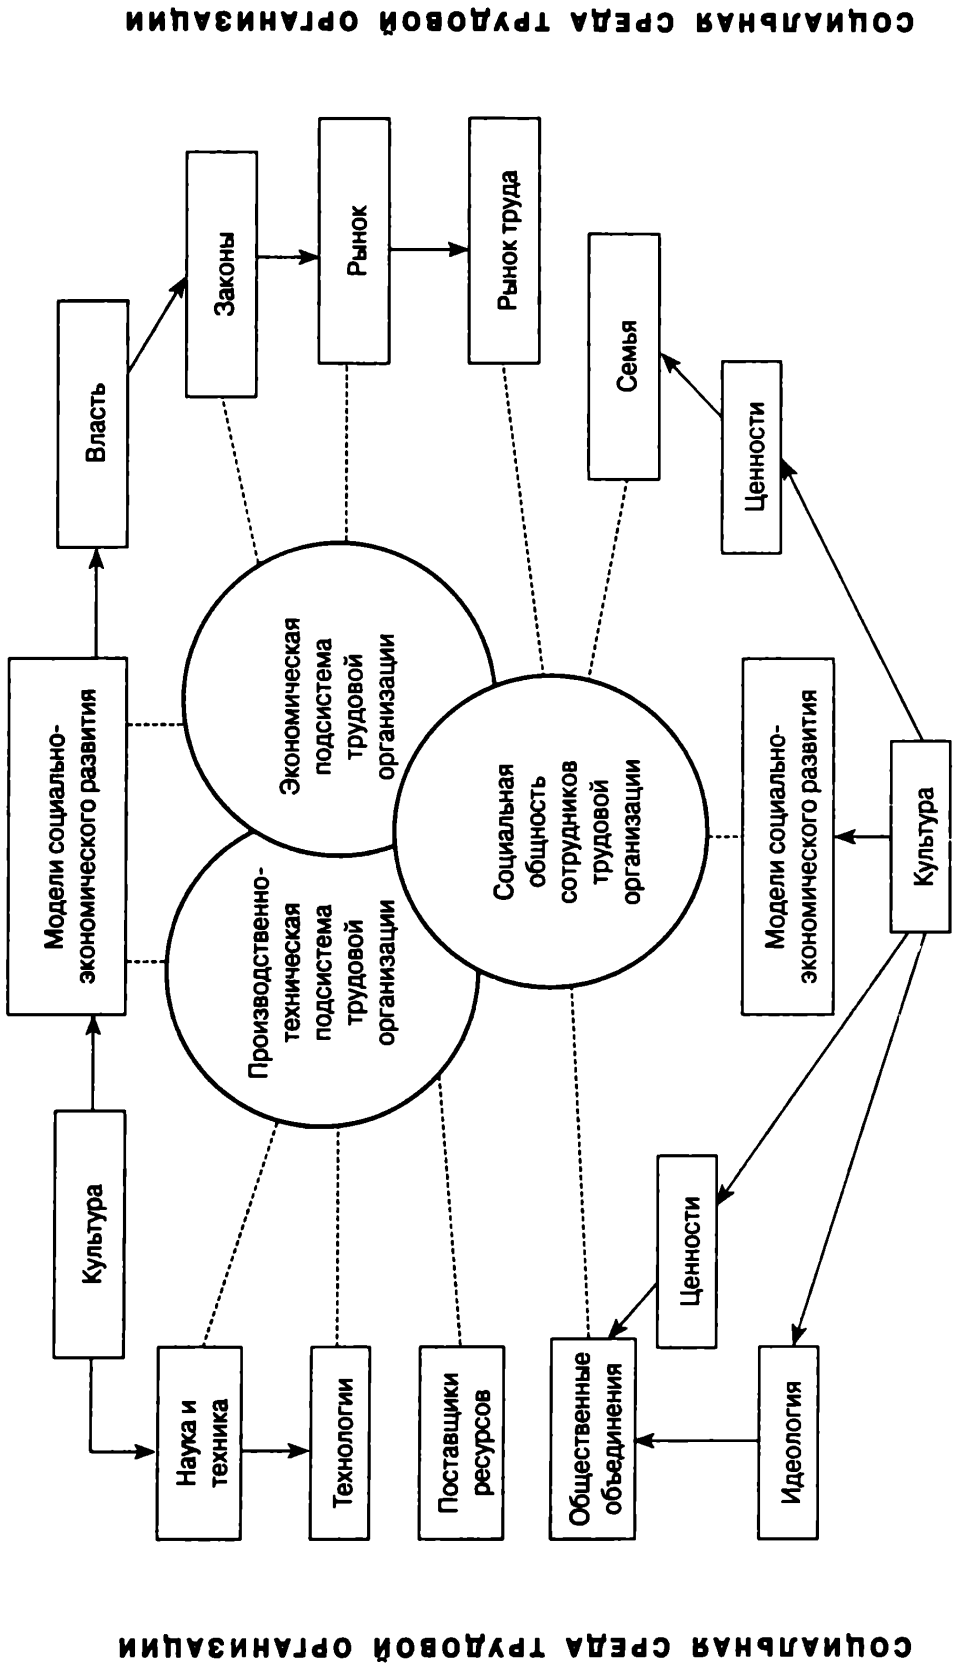 СОЦИАЛЬНАЯ СРЕДА ТРУДОВОЙ ОРГАНИЗАЦИИ
Культура
Модели социально-
экономического развития
Власть
Наука и
техника
Законы
Технологии
Рынок
Поставщики
ресурсов
Рынок труда
Производственно-
техническая
подсистема
трудовой
организации
Экономическая
подсистема
трудовой
организации
Социальная
общность
сотрудников
трудовой
организации
Общественные
объединения
Семья
Ценности
Ценности
Идеология
Модели социально-
экономического развития
Культура
СОЦИАЛЬНАЯ СРЕДА ТРУДОВОЙ ОРГАНИЗАЦИИ